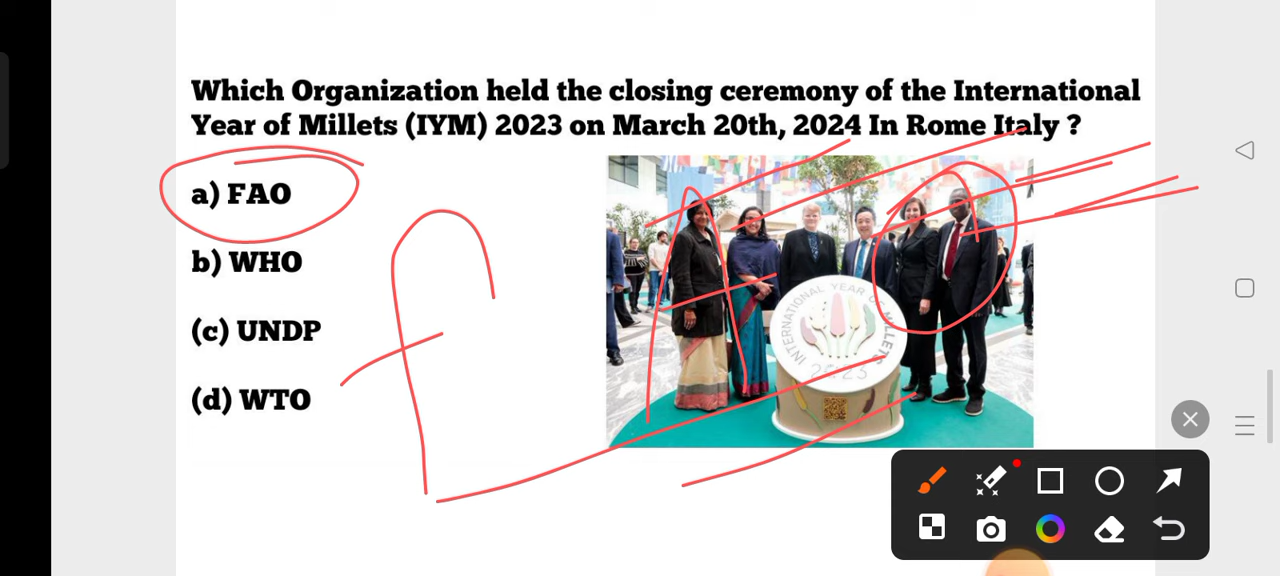 Which Organization held the closing ceremony of the International
Year of Millets (IYM) 2023 on March 20th, 2024 In Rome Italy ?
a) FAO
b) WHO
(c) UNDP
(d) WTO
INTERNATIONAL YEAR OF MILLETS
2023